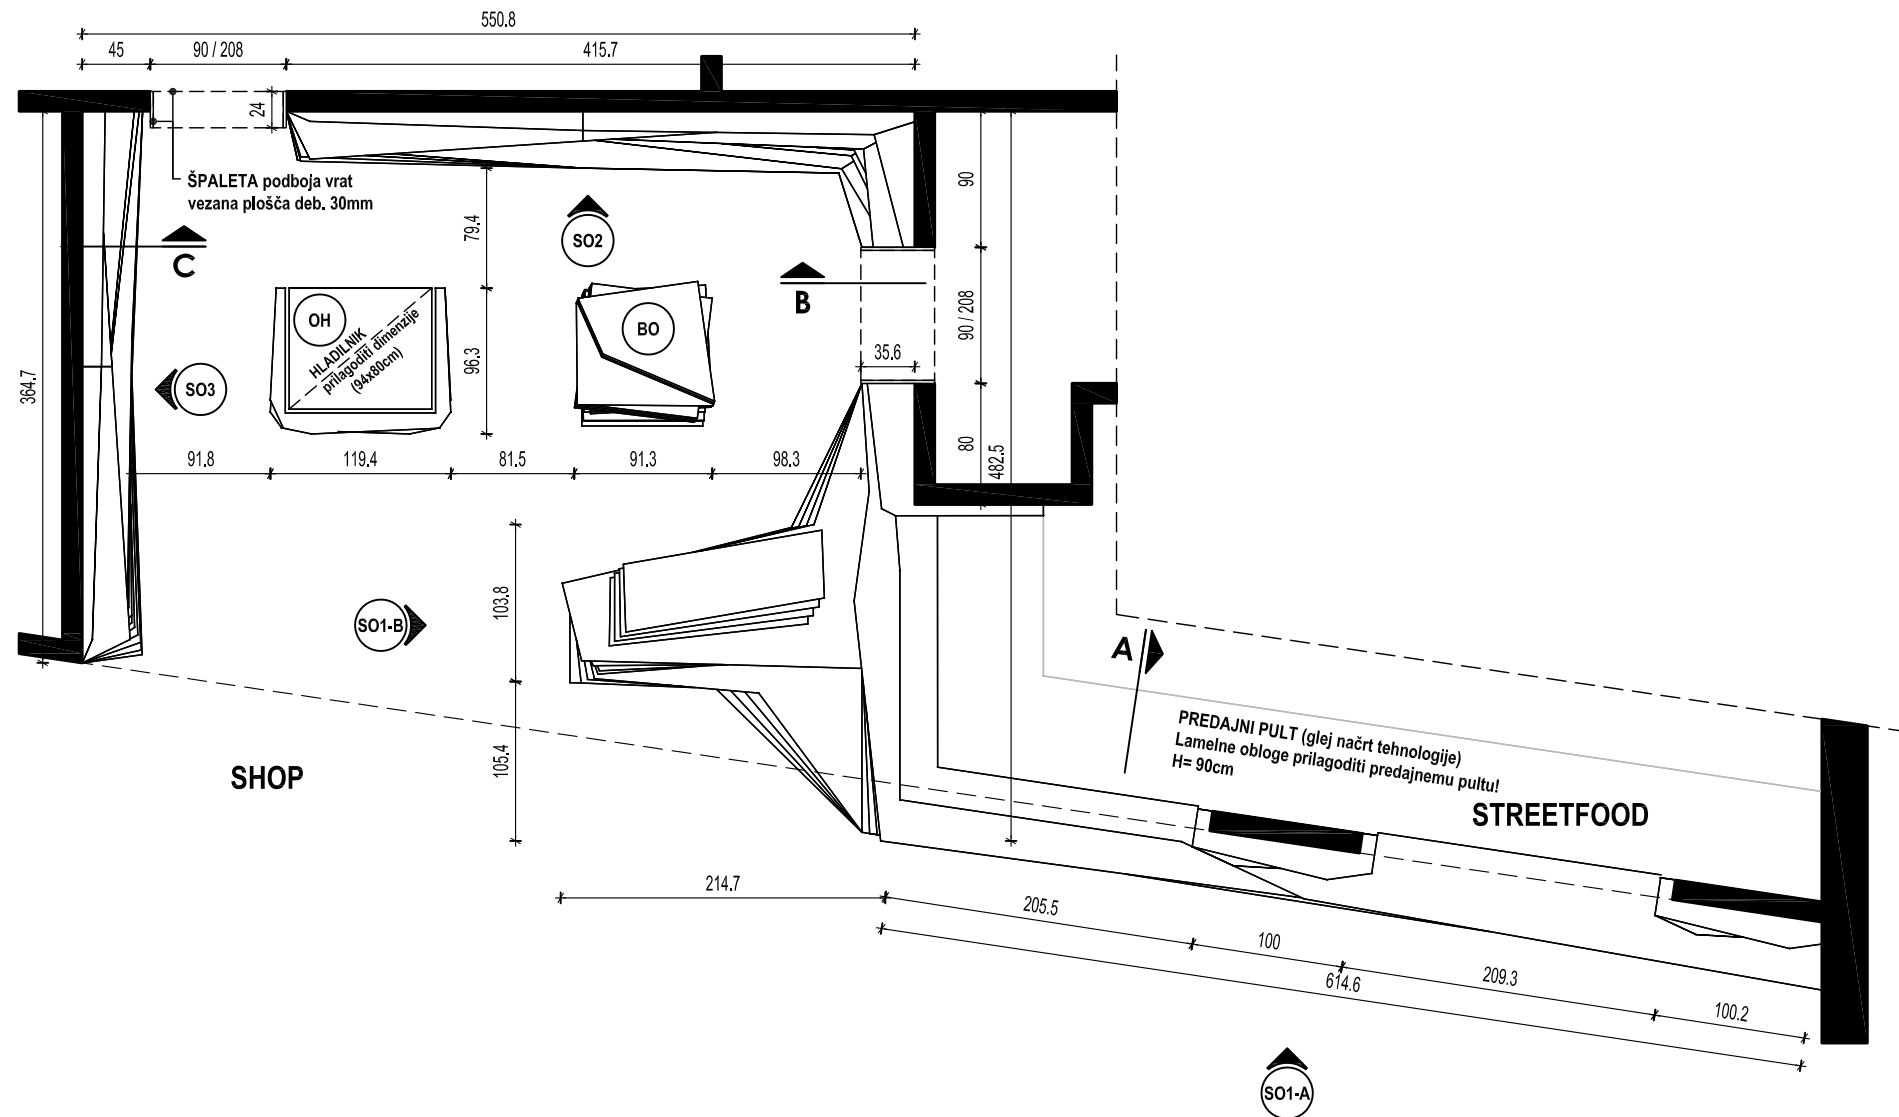 550.8
45
90 / 208
415.7
24
ŠPALETA podboja vrat
vezana plošča deb. 30mm
90
79.4
SO2
C
B
OH
HLADILNIK
prilagoditi dimenzije
(94x80cm)
BO
90 / 208
96.3
35.6
364.7
SO3
80
482.5
91.8
119.4
81.5
91.3
98.3
103.8
SO1-B
A
PREDAJNI PULT (glej načrt tehnologije)
Lamelne obloge prilagoditi predajnemu pultu!
H= 90cm
105.4
SHOP
STREETFOOD
214.7
205.5
100
209.3
614.6
100.2
SO1-A